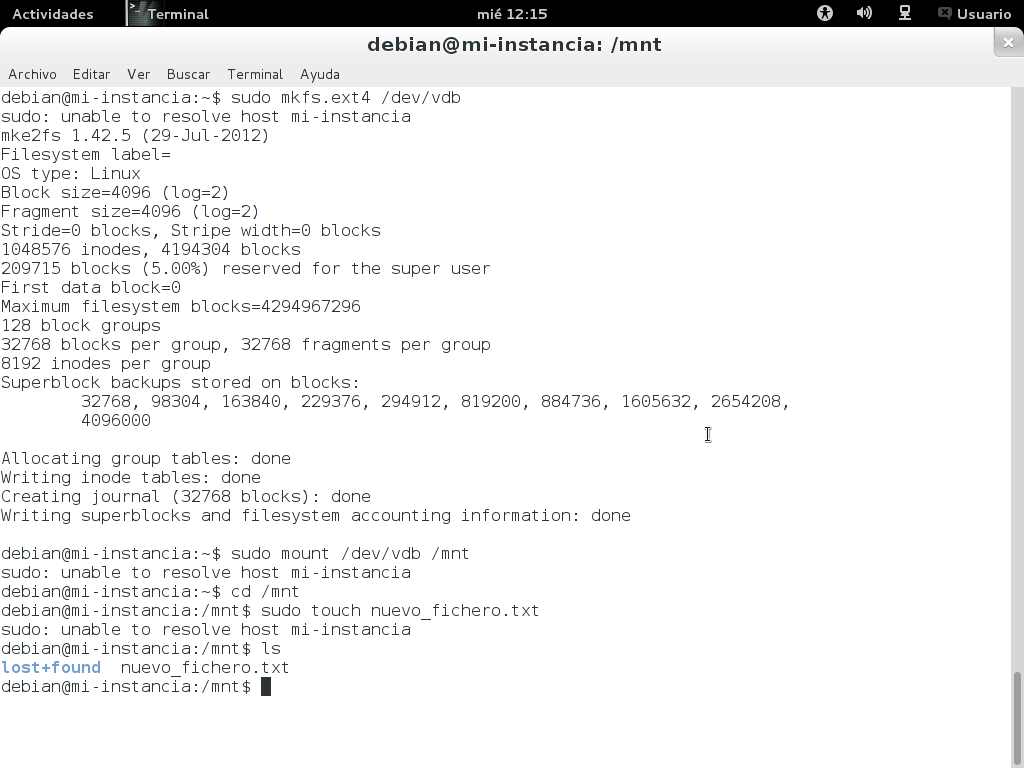 Actividades Terminal mié 12:15 Usuario
debian@mi-instancia: /mnt
Archivo Editar Ver Buscar Terminal Ayuda
debian@mi-instancia:~$ sudo mkfs.ext4 /dev/vdb
sudo: unable to resolve host mi-instancia
mke2fs 1.42.5 (29-Jul-2012)
Filesystem label=
OS type: Linux
Block size=4096 (log=2)
Fragment size=4096 (log=2)
Stride=0 blocks, Stripe width=0 blocks
1048576 inodes, 4194304 blocks
209715 blocks (5.00%) reserved for the super user
First data block=0
Maximum filesystem blocks=4294967296
128 block groups
32768 blocks per group, 32768 fragments per group
8192 inodes per group
Superblock backups stored on blocks:
32768, 98304, 163840, 229376, 294912, 819200, 884736, 1605632, 2654208,
4096000
Allocating group tables: done
Writing inode tables: done
Creating journal (32768 blocks): done
Writing superblocks and filesystem accounting information: done
debian@mi-instancia:~$ sudo mount /dev/vdb /mnt
sudo: unable to resolve host mi-instancia
debian@mi-instancia:~$ cd /mnt
debian@mi-instancia:/mnt$ sudo touch nuevo_fichero.txt
sudo: unable to resolve host mi-instancia
debian@mi-instancia:/mnt$ ls
lost+found nuevo_fichero.txt
debian@mi-instancia:/mnt$